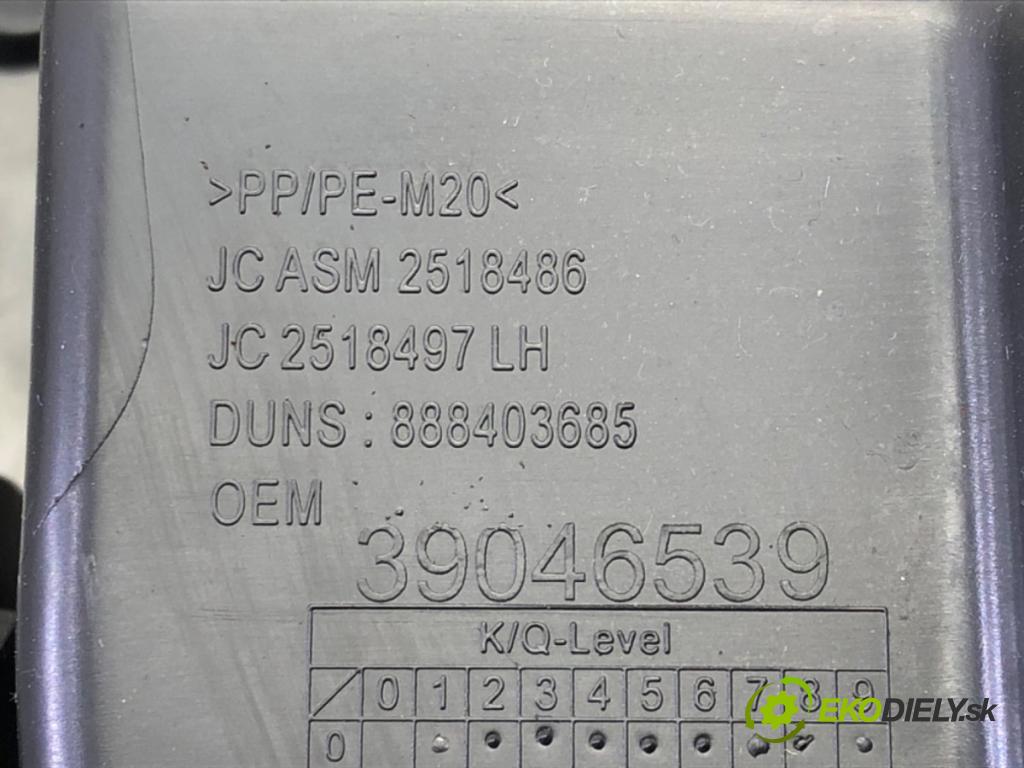 >PP/PE-M20<
JC ASM 2518486
JC 2518497 LH
DUNS : 888403685
OEM
39046539
K/Q-Level
0 1 2 3 4 5 6 7 8 9
0
EKODIELY.sk